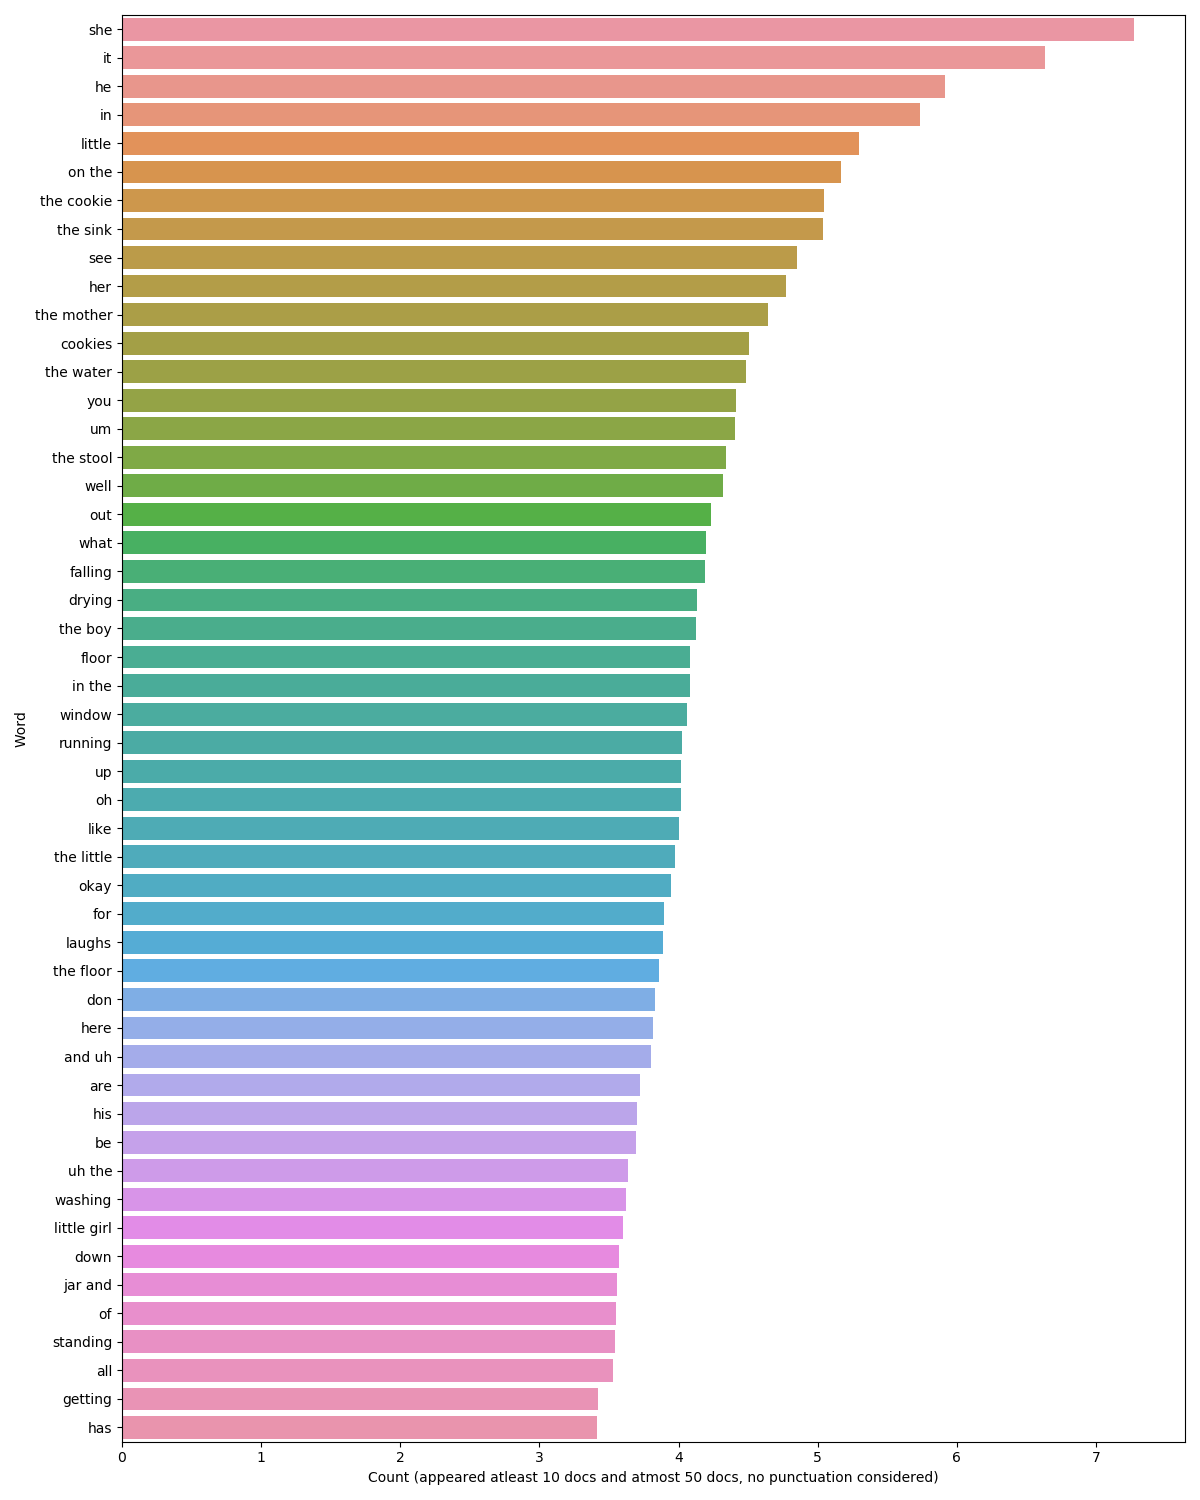 she
it
he
in
little
on the
the cookie
the sink
see
her
the mother
cookies
the water
you
um
the stool
well
out
what
falling
drying
the boy
floor
in the
window
running
up
oh
like
the little
okay
for
laughs
the floor
don
here
and uh
are
his
be
uh the
washing
little girl
down
jar and
of
standing
all
getting
has
Word
0 1 2 3 4 5 6 7
Count (appeared atleast 10 docs and atmost 50 docs, no punctuation considered)